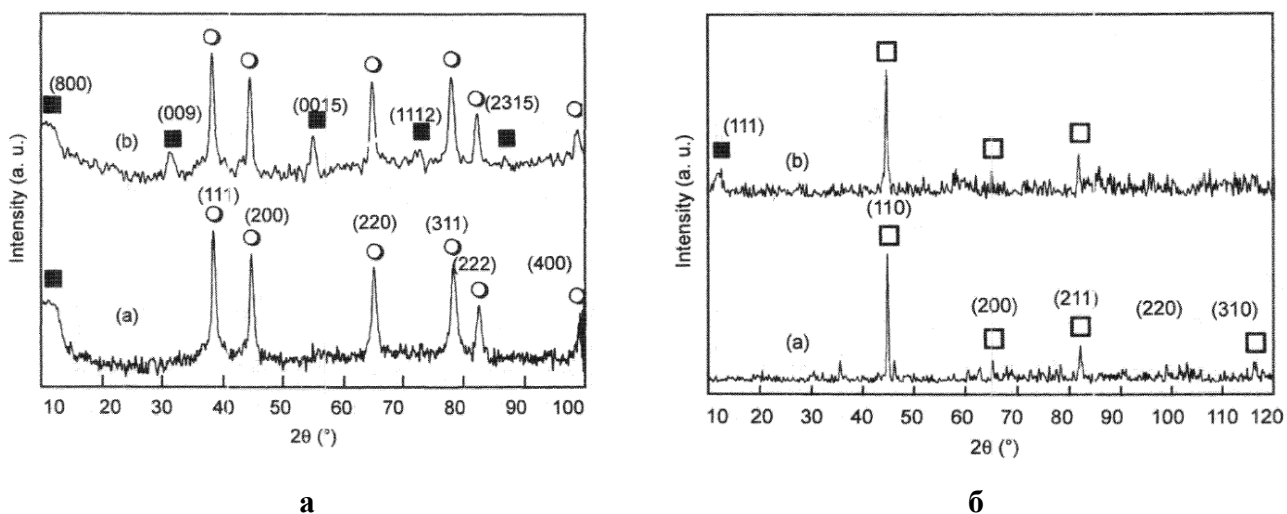 (800)
(009)
(0015)
(1112)
(2315)
(b)
(111)
(200)
(220)
(311)
(222)
(400)
(a)
Intensity (a. u.)
10 20 30 40 50 60 70 80 90 100
2θ (°)
а
(111)
(b)
(110)
(200)
(211)
(220)
(310)
(a)
Intensity (a. u.)
10 20 30 40 50 60 70 80 90 100 110 120
2θ (°)
б